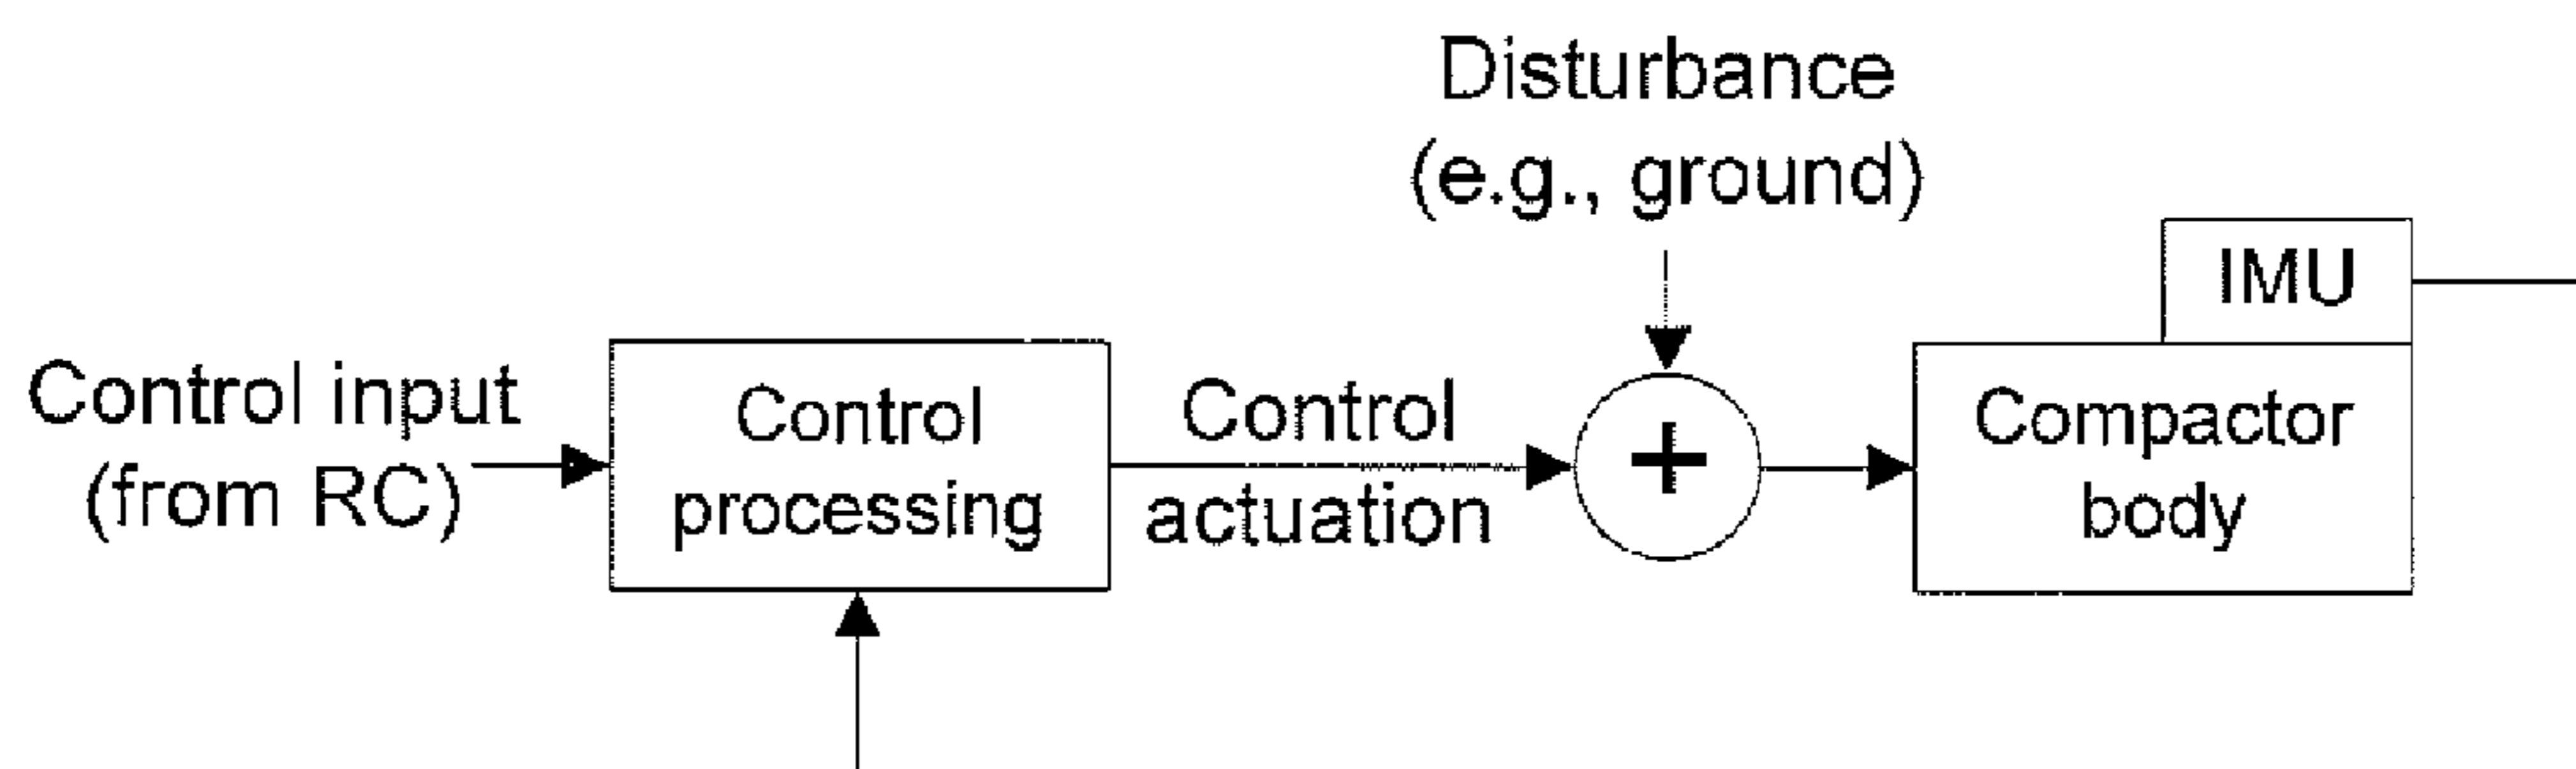 Disturbance
(e.g., ground)
IMU
Control input
(from RC)
Control
processing
Control
actuation
+
Compactor
body